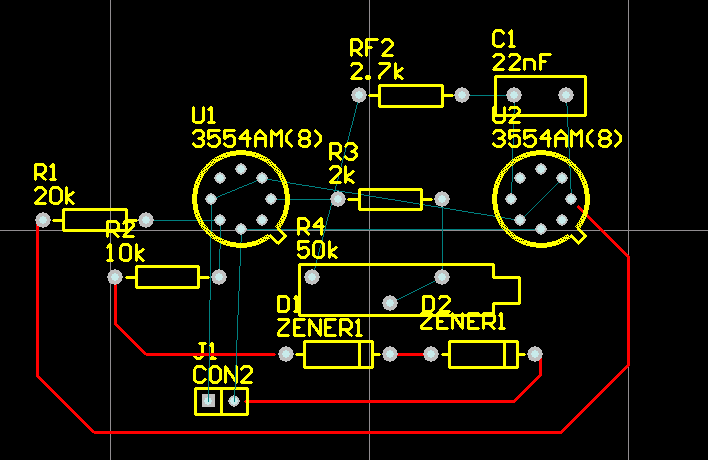 RF2
2.7k
C1
22nF
U1
3554AM(8)
U2
3554AM(8)
R3
2k
R1
20k
R2
10k
R4
50k
D1
ZENER1
D2
ZENER1
J1
CON2